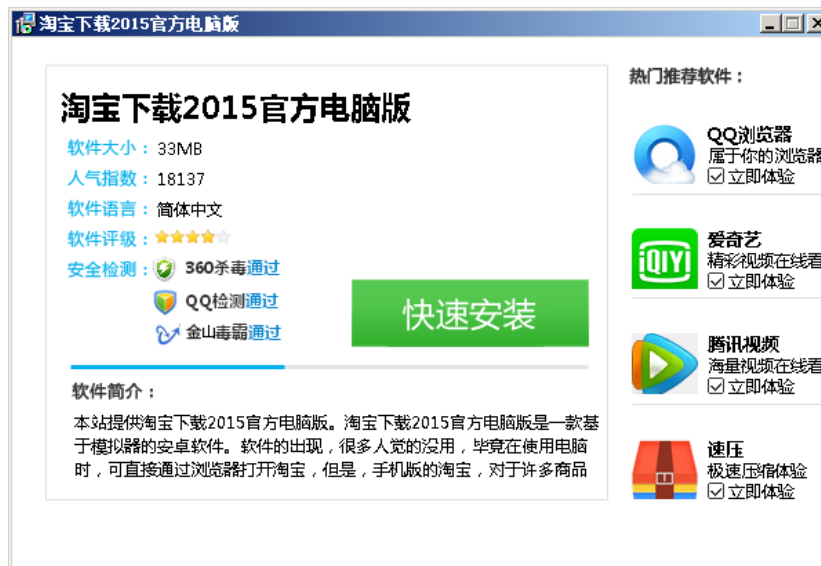 淘宝下载2015官方电脑版
淘宝下载2015官方电脑版
软件大小：33MB
人气指数：18137
软件语言：简体中文
软件评级：
安全检测：360杀毒通过
QQ检测通过
金山毒霸通过
快速安装
软件简介：
本站提供淘宝下载2015官方电脑版。淘宝下载2015官方电脑版是一款基
于模拟器的安卓软件。软件的出现，很多人觉的没用，毕竟在使用电脑
时，可直接通过浏览器打开淘宝，但是，手机版的淘宝，对于许多商品
热门推荐软件：
QQ浏览器
属于你的浏览器
立即体验
iQIYI
爱奇艺
精彩视频在线看
立即体验
腾讯视频
海量视频在线看
立即体验
速压
极速压缩体验
立即体验